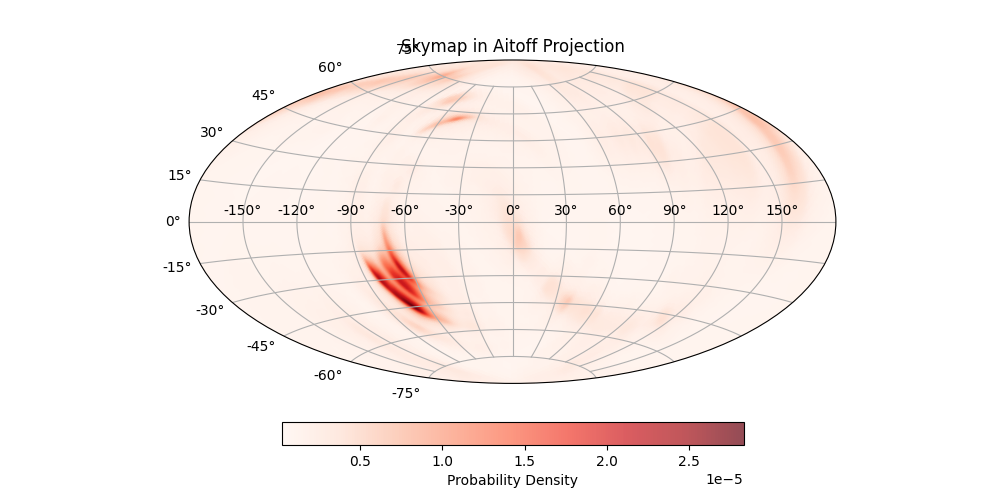 Skymap in Aitoff Projection
75°
60°
45°
30°
15°
0°
-15°
-30°
-45°
-60°
-75°
-150° -120° -90° -60° -30° 0° 30° 60° 90° 120° 150°
0.5 1.0 1.5 2.0 2.5
1e−5
Probability Density